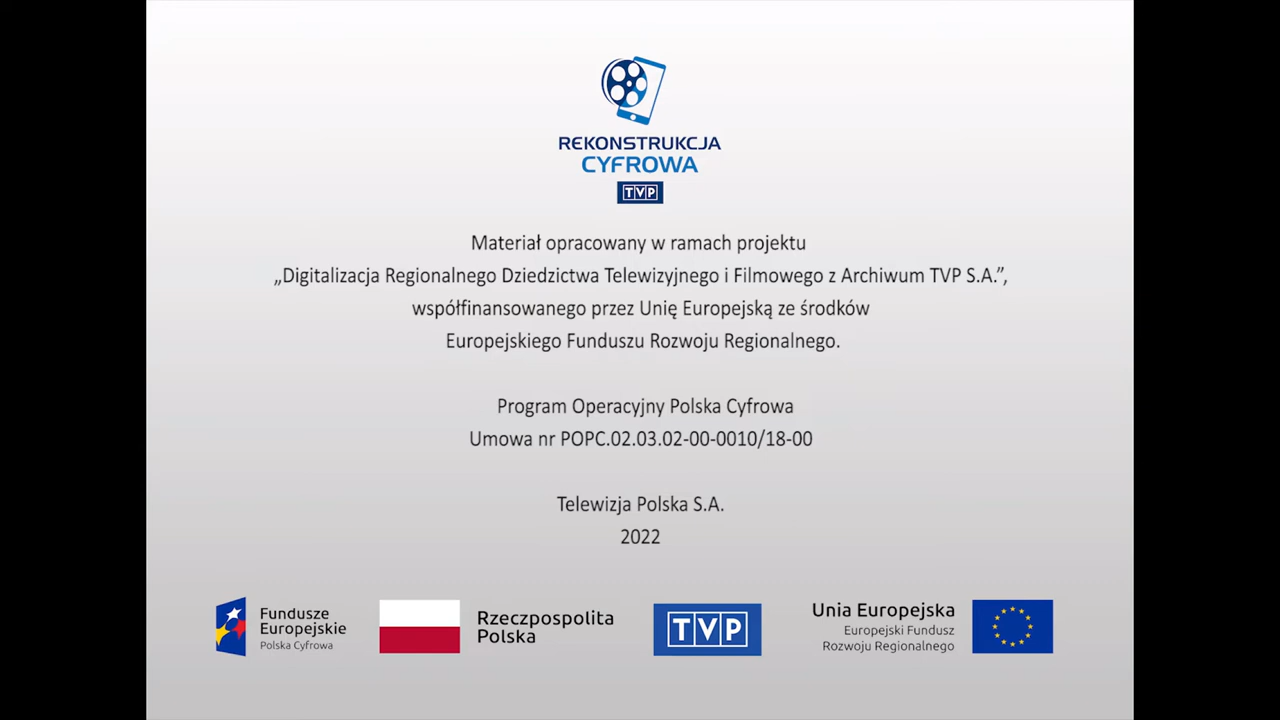 REKONSTRUKCJA
CYFROWA
TVP
Materiał opracowany w ramach projektu
„Digitalizacja Regionalnego Dziedzictwa Telewizyjnego i Filmowego z Archiwum TVP S.A.”,
współfinansowanego przez Unię Europejską ze środków
Europejskiego Funduszu Rozwoju Regionalnego.
Program Operacyjny Polska Cyfrowa
Umowa nr POPC.02.03.02-00-0010/18-00
Telewizja Polska S.A.
2022
Fundusze
Europejskie
Polska Cyfrowa
Rzeczpospolita
Polska
TVP
Unia Europejska
Europejski Fundusz
Rozwoju Regionalnego